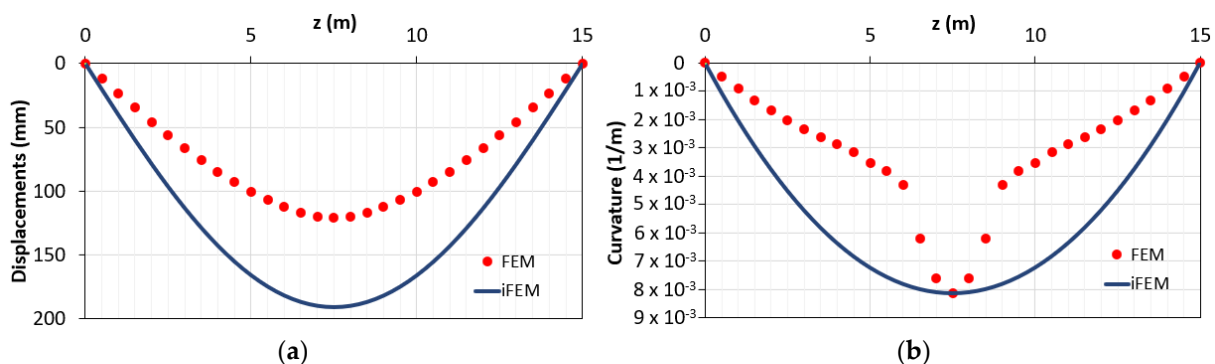 z (m)
0 5 10 15
0
50
100
150
200
Displacements (mm)
FEM
iFEM
(a)
z (m)
0 5 10 15
0
1 x 10⁻³
2 x 10⁻³
3 x 10⁻³
4 x 10⁻³
5 x 10⁻³
6 x 10⁻³
7 x 10⁻³
8 x 10⁻³
9 x 10⁻³
Curvature (1/m)
FEM
iFEM
(b)